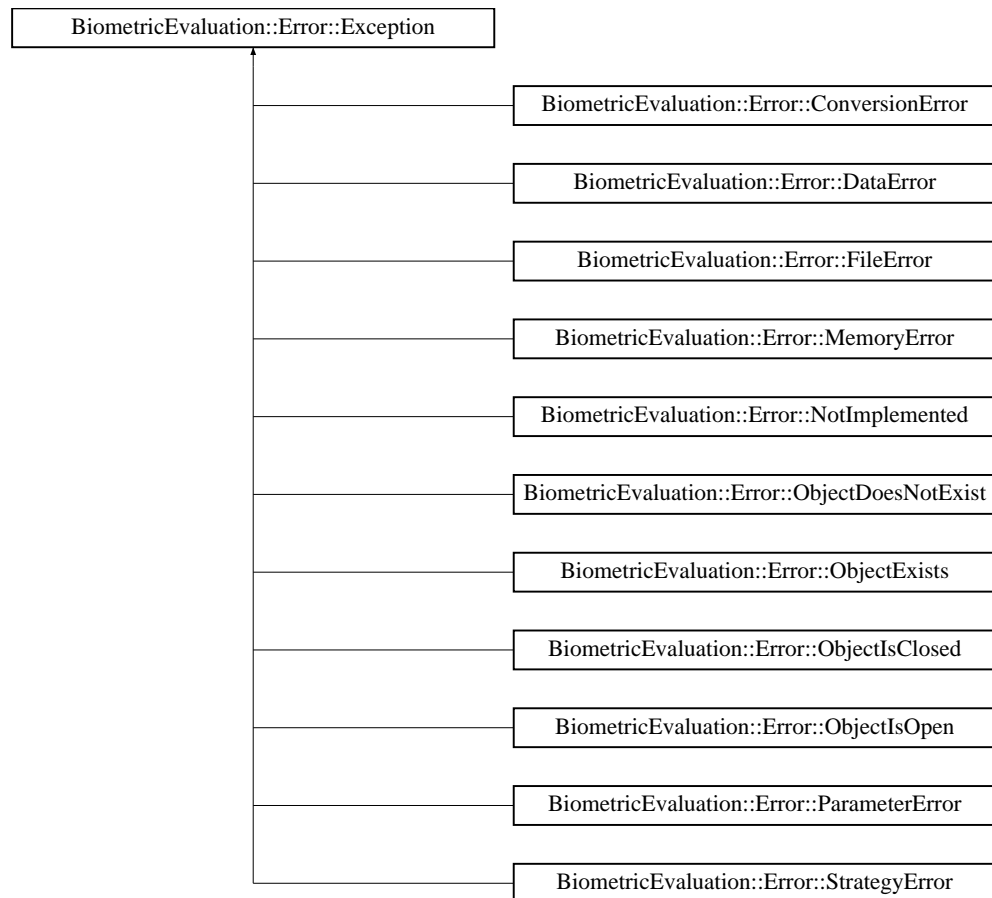 BiometricEvaluation::Error::Exception
BiometricEvaluation::Error::ConversionError
BiometricEvaluation::Error::DataError
BiometricEvaluation::Error::FileError
BiometricEvaluation::Error::MemoryError
BiometricEvaluation::Error::NotImplemented
BiometricEvaluation::Error::ObjectDoesNotExist
BiometricEvaluation::Error::ObjectExists
BiometricEvaluation::Error::ObjectIsClosed
BiometricEvaluation::Error::ObjectIsOpen
BiometricEvaluation::Error::ParameterError
BiometricEvaluation::Error::StrategyError